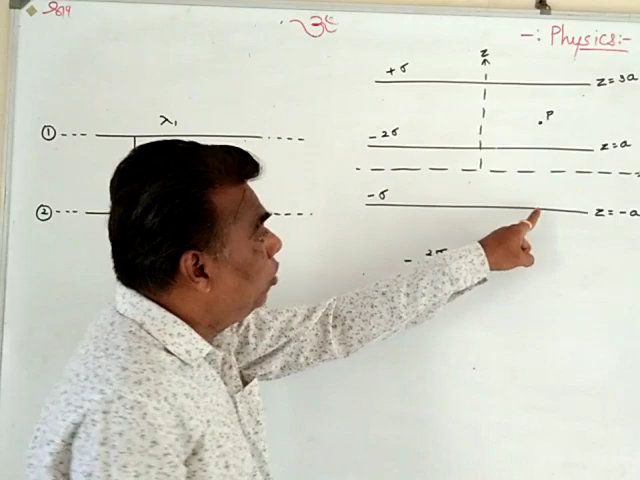 ॐ
-: Physics:-
z
+σ
z = 3a
P
λ₁
①
-2σ
z = a
-σ
②
z = -a
- 2σ